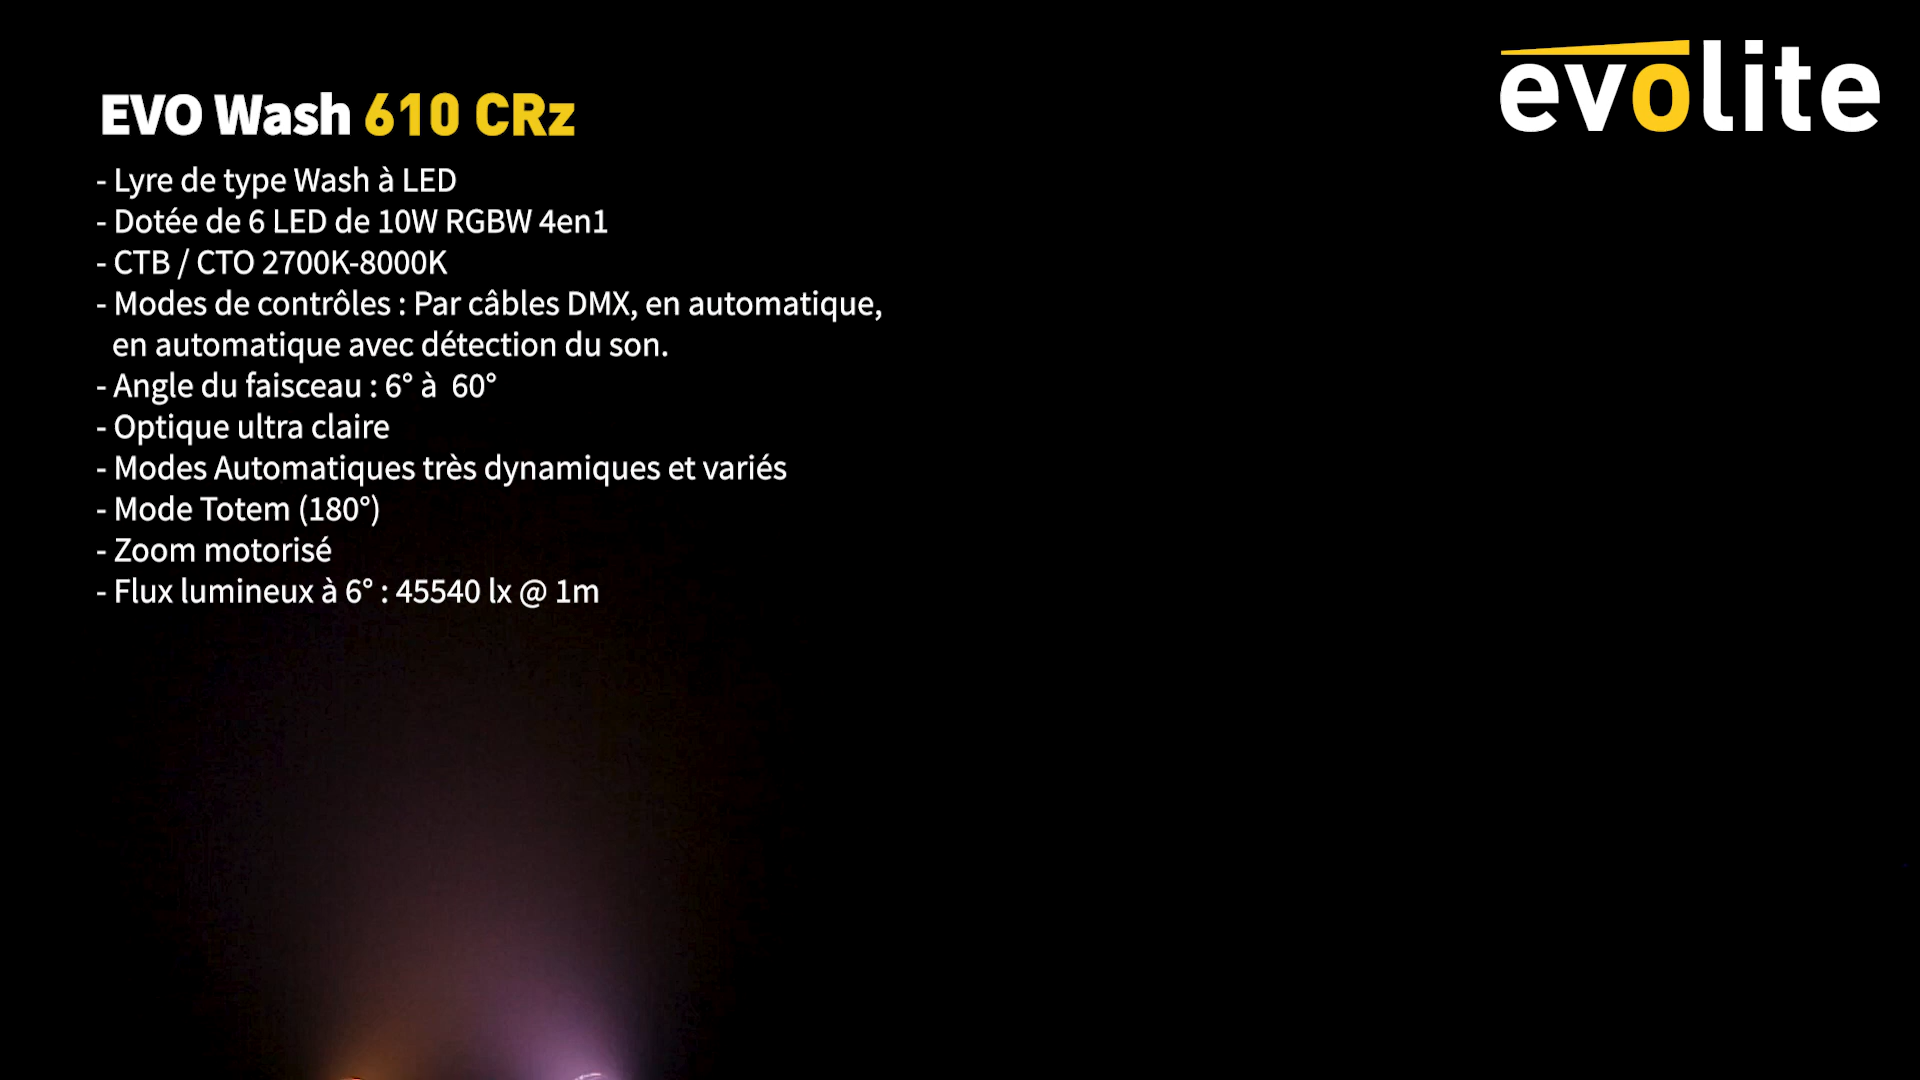 evolite
EVO Wash 610 CRz
- Lyre de type Wash à LED
- Dotée de 6 LED de 10W RGBW 4en1
- CTB / CTO 2700K-8000K
- Modes de contrôles : Par câbles DMX, en automatique,
en automatique avec détection du son.
- Angle du faisceau : 6° à  60°
- Optique ultra claire
- Modes Automatiques très dynamiques et variés
- Mode Totem (180°)
- Zoom motorisé
- Flux lumineux à 6° : 45540 lx @ 1m